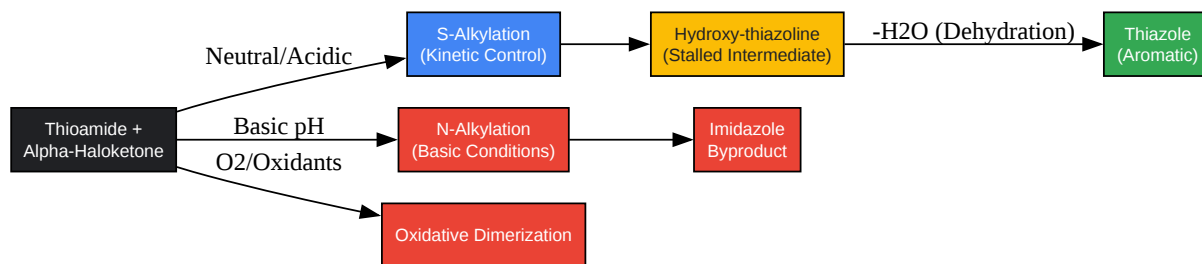 S-Alkylation
(Kinetic Control)
Hydroxy-thiazoline
(Stalled Intermediate)
-H2O (Dehydration)
Thiazole
(Aromatic)
Neutral/Acidic
Thioamide +
Alpha-Haloketone
Basic pH
N-Alkylation
(Basic Conditions)
Imidazole
Byproduct
O2/Oxidants
Oxidative Dimerization